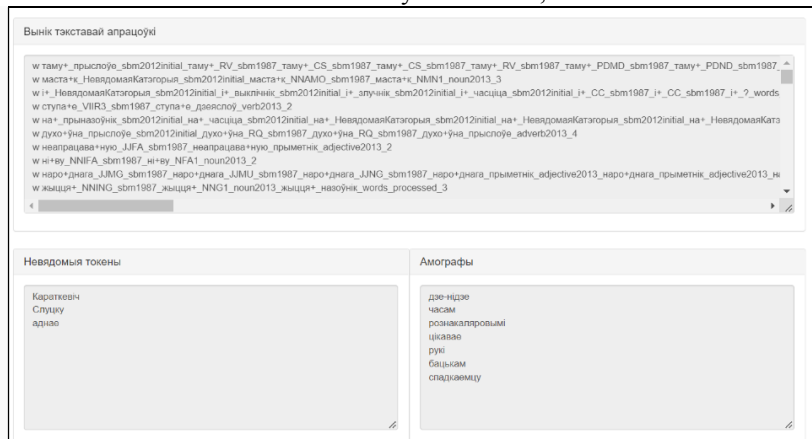 Вынік тэкставай апрацоўкі
w таму+_прыслоўе_sbm2012initial_таму+_RV_sbm1987_таму+_CS_sbm1987_таму+_CS_sbm1987_таму+_RV_sbm1987_таму+_PDMD_sbm1987_таму+_PDND_sbm1987_
w маста+к_НевядомаяКатэгорыя_sbm2012initial_маста+к_NNAMO_sbm1987_маста+к_NMN1_noun2013_3
w і+_НевядомаяКатэгорыя_sbm2012initial_і+_выклічнік_sbm2012initial_і+_злучнік_sbm2012initial_і+_часціца_sbm2012initial_і+_CC_sbm1987_і+_CC_sbm1987_і+_?_words
w ступа+е_VIIR3_sbm1987_ступа+е_дзеяслоў_verb2013_2
w на+_прыназоўнік_sbm2012initial_на+_часціца_sbm2012initial_на+_НевядомаяКатэгорыя_sbm2012initial_на+_НевядомаяКатэгорыя_sbm2012initial_на+_НевядомаяКатэ
w духо+ўна_прыслоўе_sbm2012initial_духо+ўна_RQ_sbm1987_духо+ўна_RQ_sbm1987_духо+ўна_прыслоўе_adverb2013_4
w неапрацава+ную_JJFA_sbm1987_неапрацава+ную_прыметнік_adjective2013_2
w ні+ву_NNIFA_sbm1987_ні+ву_NFA1_noun2013_2
w наро+днага_JJMG_sbm1987_наро+днага_JJMU_sbm1987_наро+днага_JJNG_sbm1987_наро+днага_прыметнік_adjective2013_наро+днага_прыметнік_adjective2013_на
w жыцця+_NNING_sbm1987_жыцця+_NNG1_noun2013_жыцця+_назоўнік_words_processed_3
Невядомыя токены
Караткевіч
Слуцку
аднае
Амографы
дзе-нідзе
часам
рознакаляровымі
цікавае
рукі
бацькам
спадкаемцу